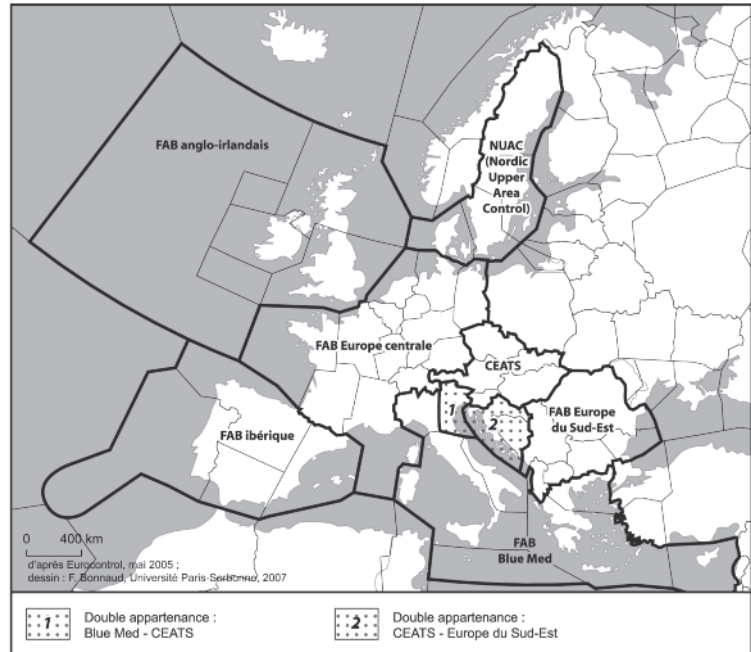 FAB anglo-irlandais
NUAC
(Nordic
Upper
Area
Control)
FAB Europe centrale
CEATS
1
2
FAB Europe
du Sud-Est
FAB ibérique
FAB
Blue Med
0 400 km
d'après Eurocontrol, mai 2005 ;
dessin : F. Bonnaud, Université Paris-Sorbonne, 2007
1
Double appartenance :
Blue Med - CEATS
2
Double appartenance :
CEATS - Europe du Sud-Est